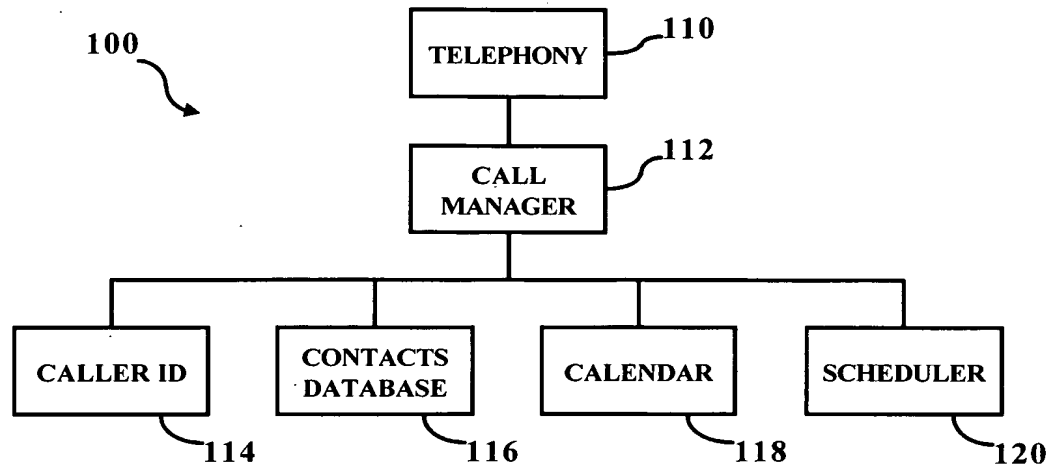 110
100
TELEPHONY
112
CALL
MANAGER
CALLER ID
CONTACTS
DATABASE
CALENDAR
SCHEDULER
114
116
118
120